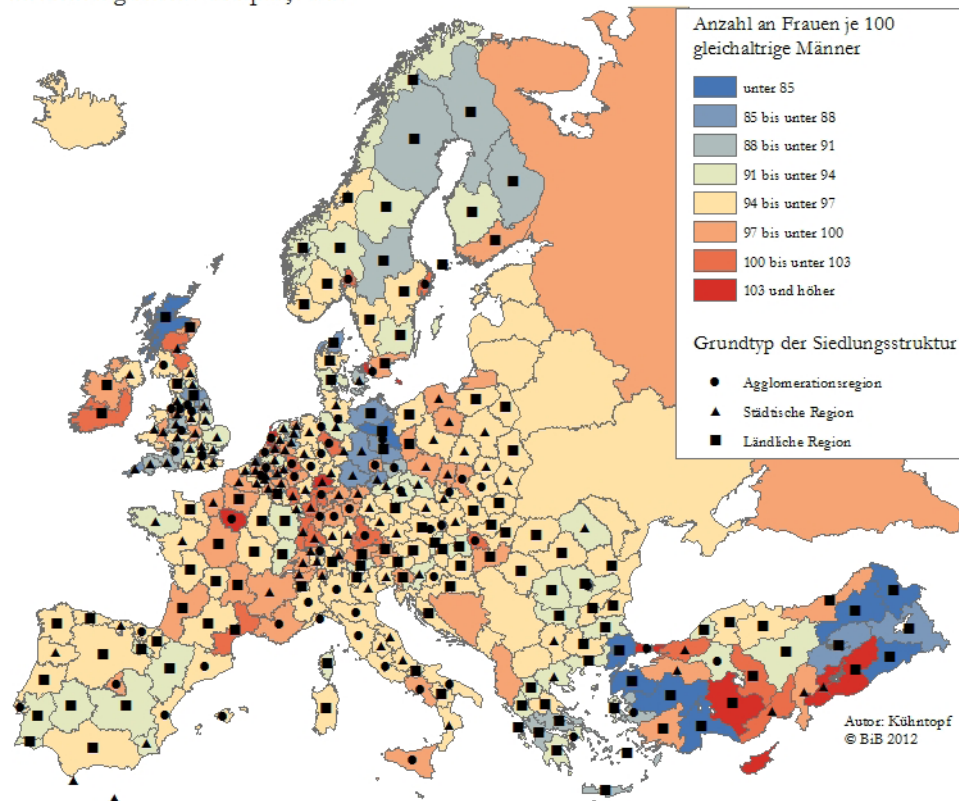 Anzahl an Frauen je 100
gleichaltrige Männer
unter 85
85 bis unter 88
88 bis unter 91
91 bis unter 94
94 bis unter 97
97 bis unter 100
100 bis unter 103
103 und höher
Grundtyp der Siedlungsstruktur
Agglomerationsregion
Städtische Region
Ländliche Region
Autor: Kühntopf
© BiB 2012